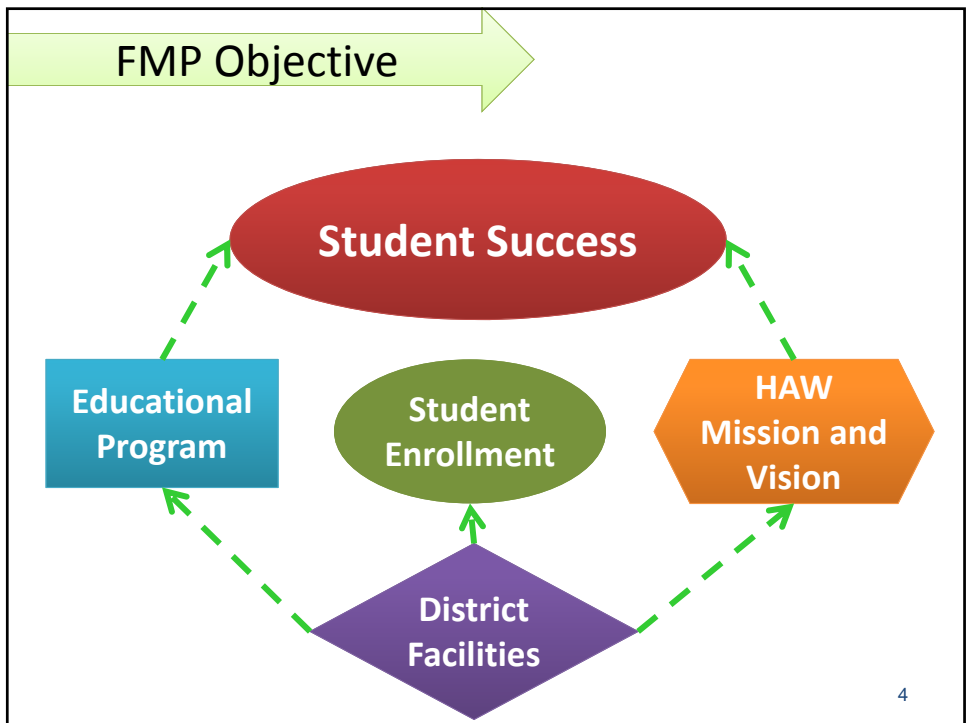 FMP Objective
Student Success
Educational
Program
Student
Enrollment
HAW
Mission and
Vision
District
Facilities
4